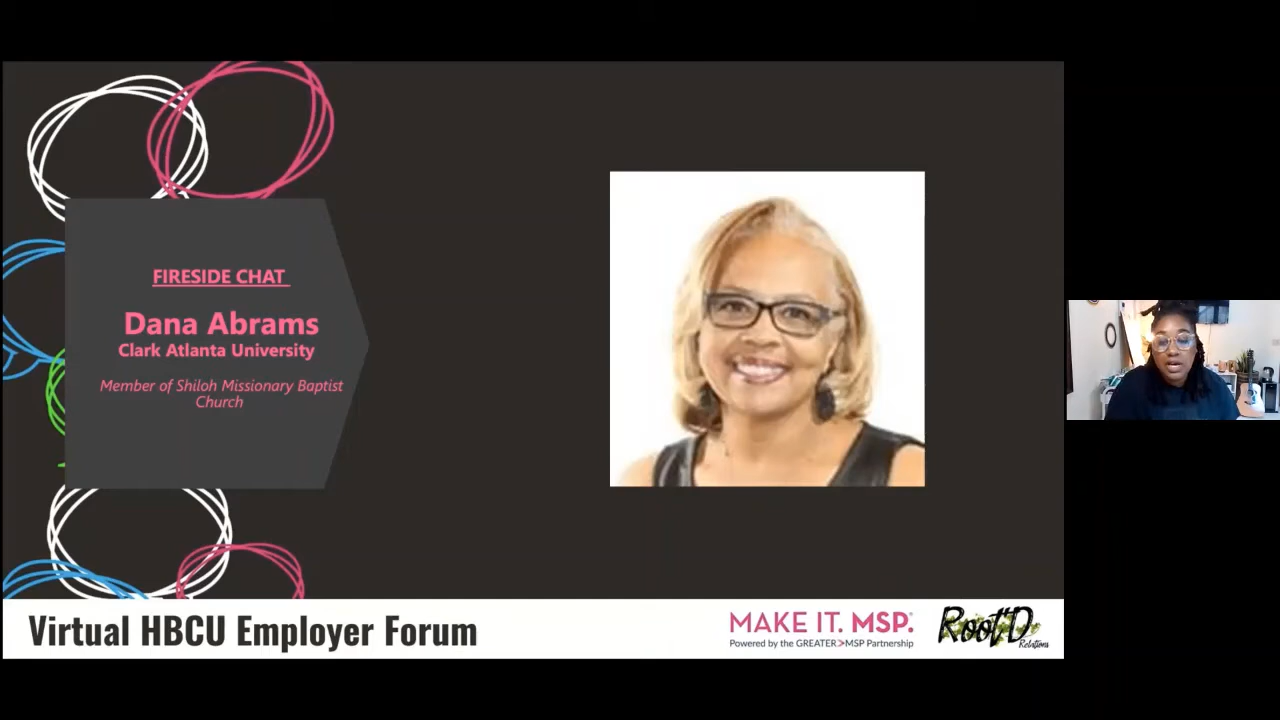 FIRESIDE CHAT
Dana Abrams
Clark Atlanta University
Member of Shiloh Missionary Baptist
Church
Virtual HBCU Employer Forum
MAKE IT. MSP.®
Powered by the GREATER>MSP Partnership
Root'D
Relations